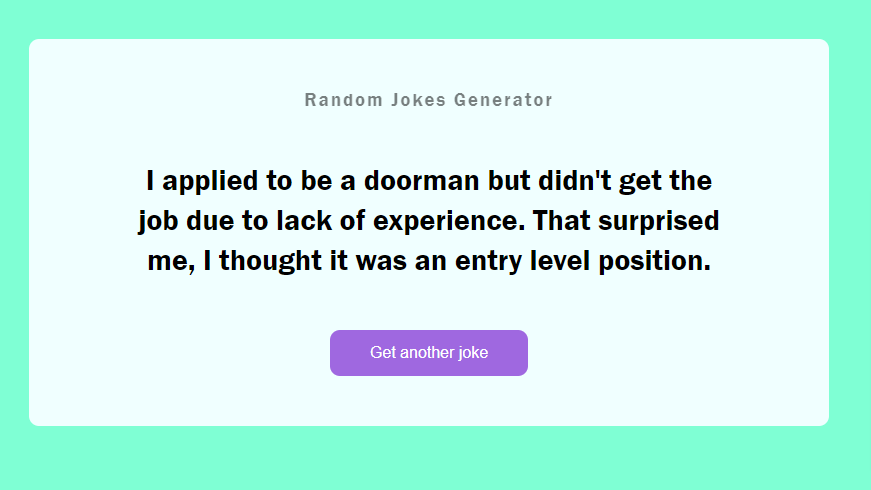 Random Jokes Generator
I applied to be a doorman but didn't get the
job due to lack of experience. That surprised
me, I thought it was an entry level position.
Get another joke